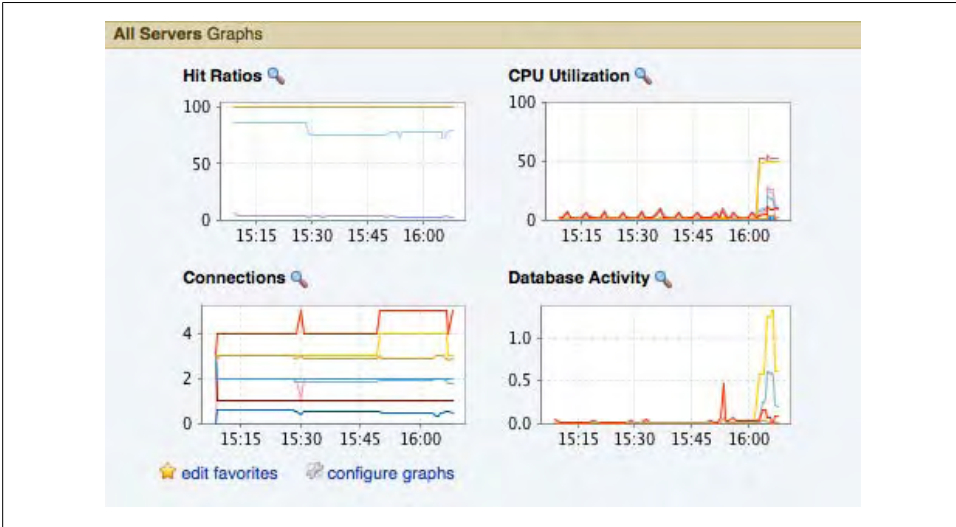 All Servers Graphs
Hit Ratios
100
50
0
15:15 15:30 15:45 16:00
CPU Utilization
100
50
0
15:15 15:30 15:45 16:00
Connections
4
2
0
15:15 15:30 15:45 16:00
Database Activity
1.0
0.5
0.0
15:15 15:30 15:45 16:00
edit favorites configure graphs